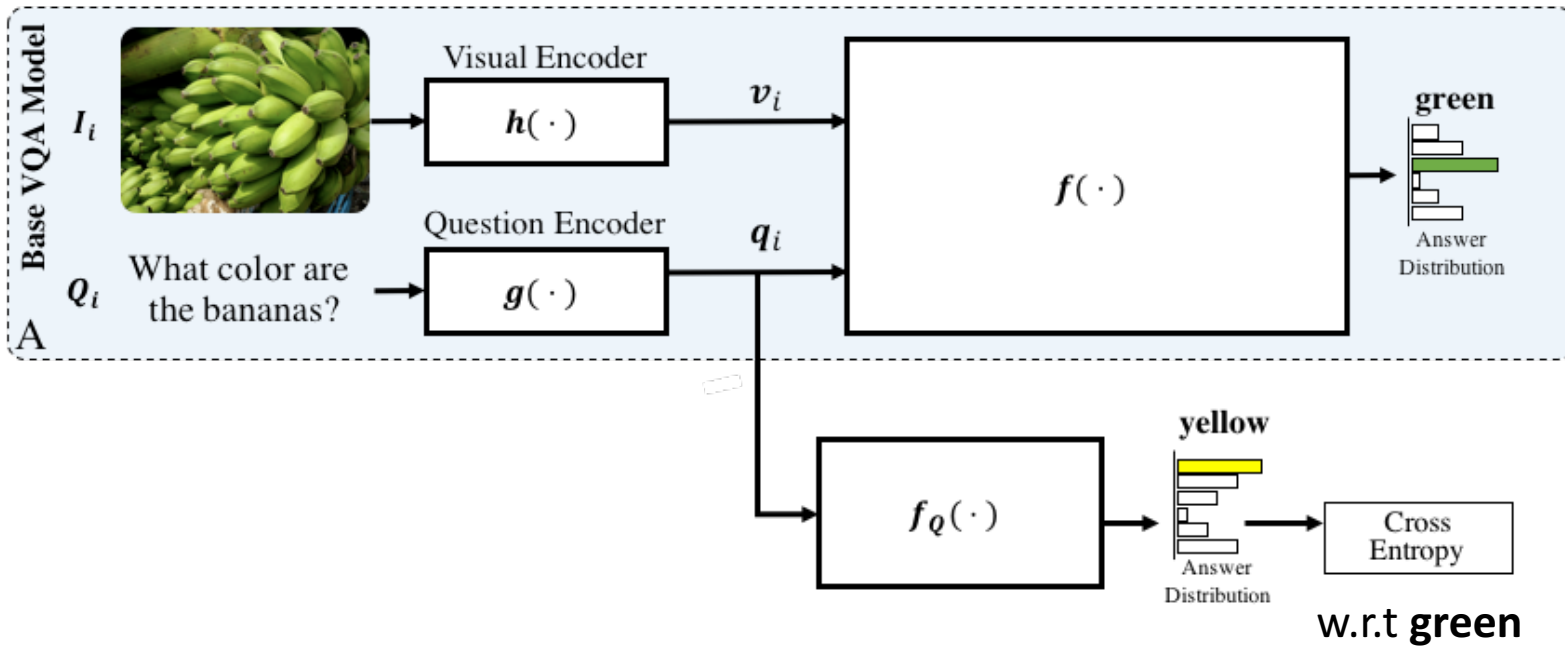 Base VQA Model
A
I_i
Visual Encoder
h( · )
v_i
Q_i
What color are
the bananas?
Question Encoder
g( · )
q_i
f( · )
green
Answer
Distribution
f_Q( · )
yellow
Answer
Distribution
Cross
Entropy
w.r.t green